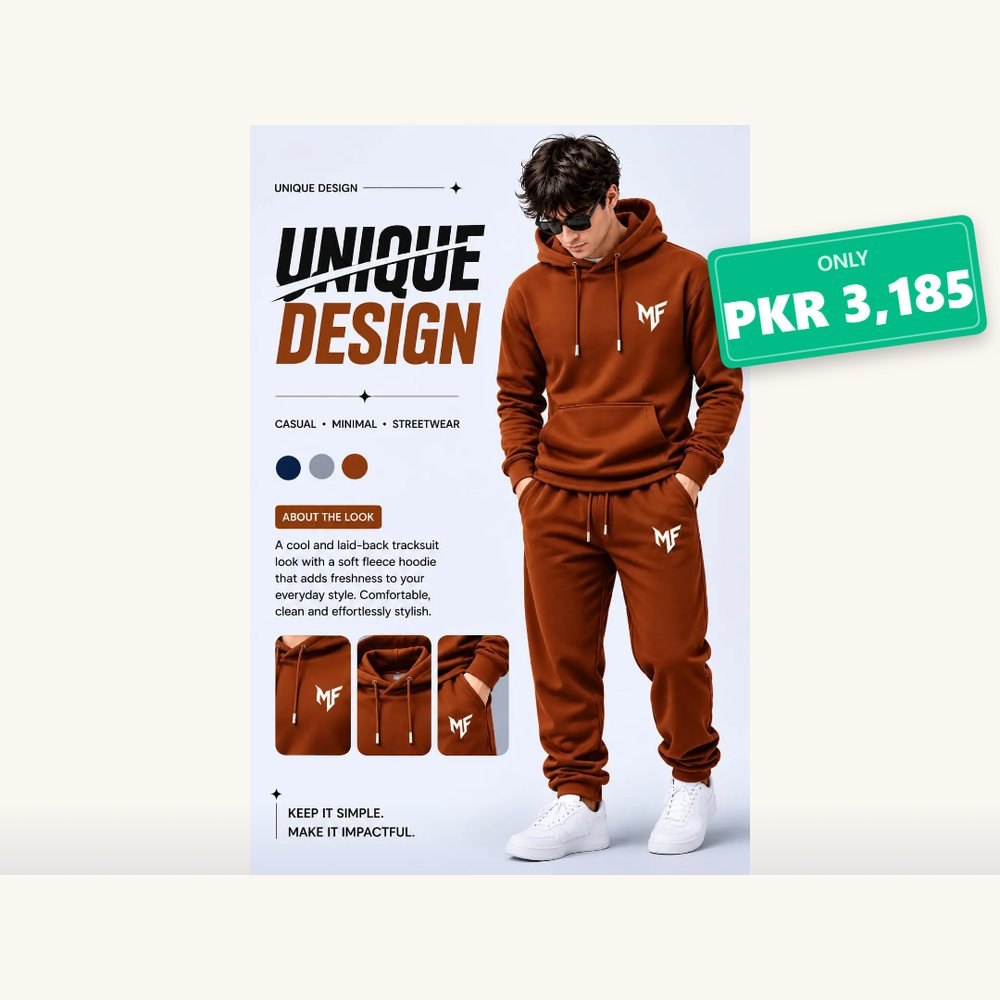 UNIQUE DESIGN
UNIQUE
DESIGN
CASUAL • MINIMAL • STREETWEAR
ABOUT THE LOOK
A cool and laid-back tracksuit
look with a soft fleece hoodie
that adds freshness to your
everyday style. Comfortable,
clean and effortlessly stylish.
MF
MF
KEEP IT SIMPLE.
MAKE IT IMPACTFUL.
MF
MF
ONLY
PKR 3,185